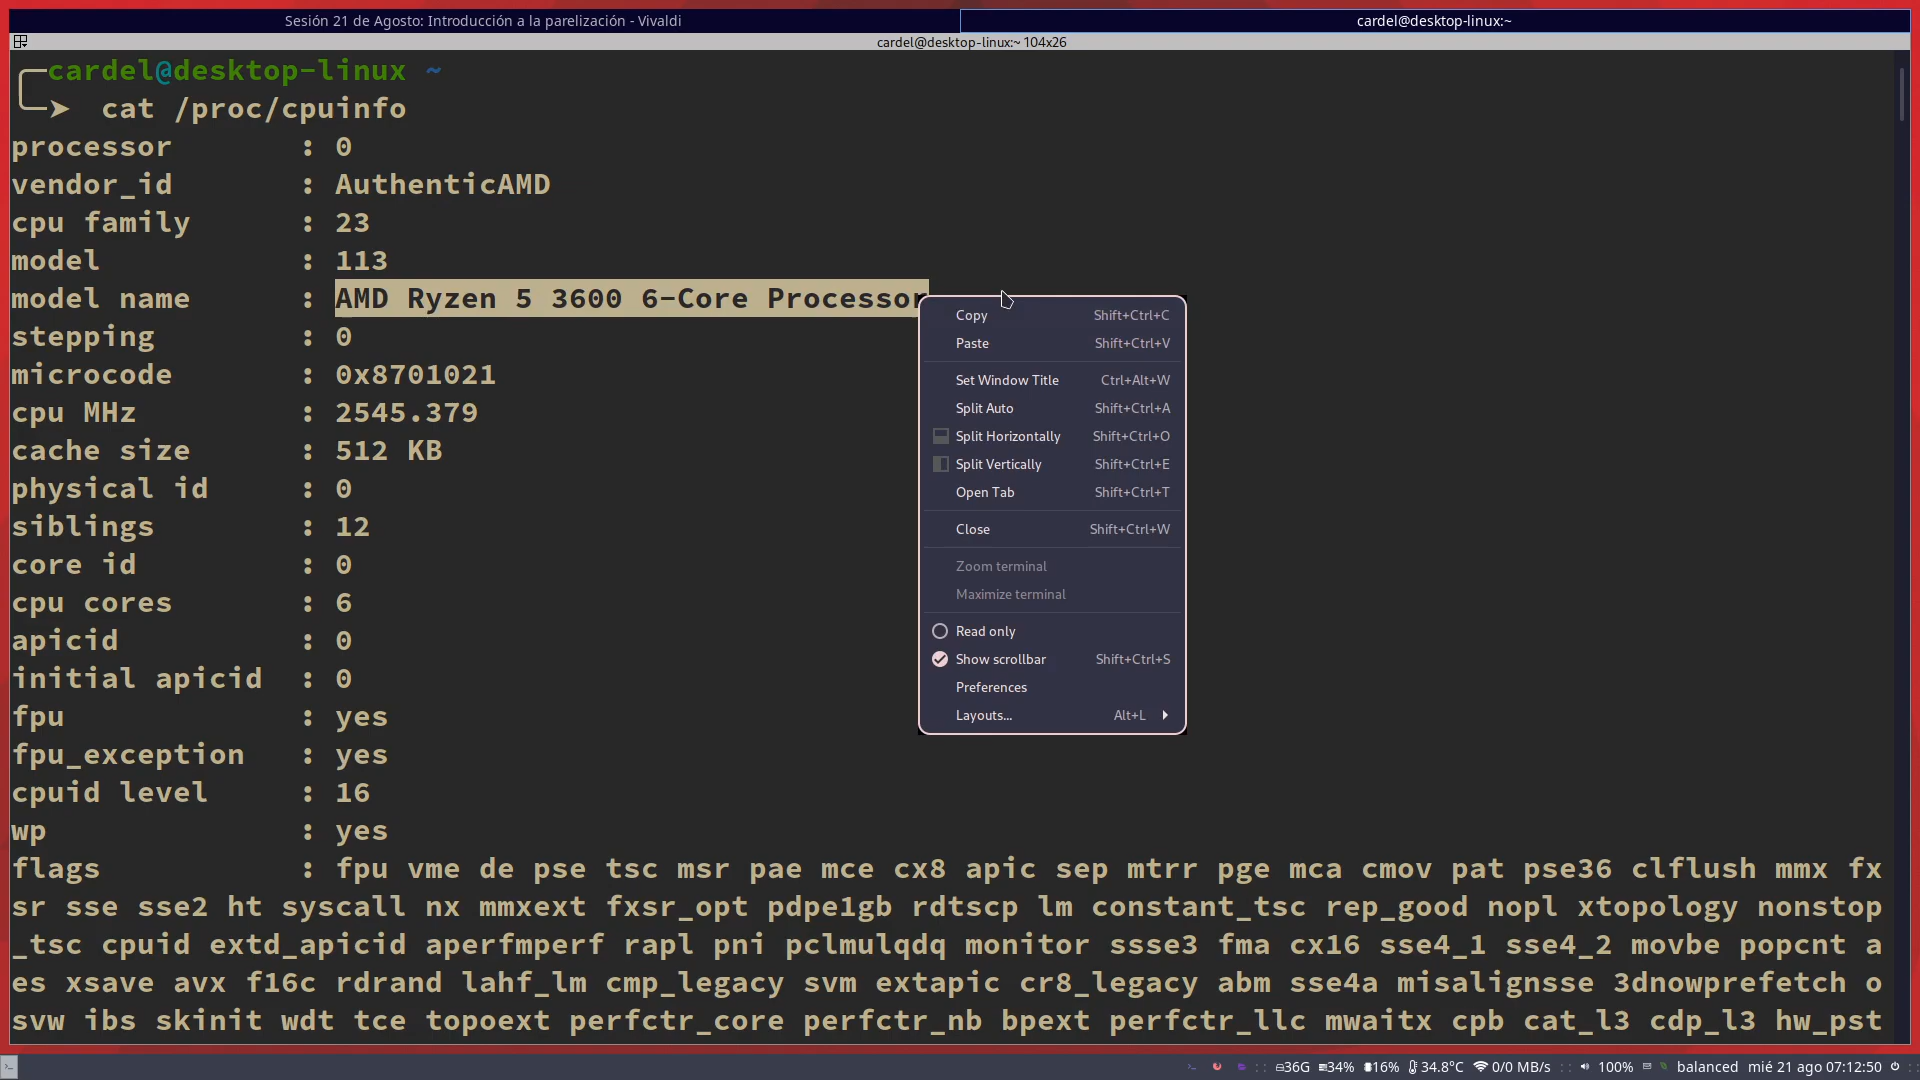 Sesión 21 de Agosto: Introducción a la parelización - Vivaldi
cardel@desktop-linux:~
cardel@desktop-linux:~ 104x26
cardel@desktop-linux ~
➤ cat /proc/cpuinfo
processor : 0
vendor_id : AuthenticAMD
cpu family : 23
model : 113
model name : AMD Ryzen 5 3600 6-Core Processor
stepping : 0
microcode : 0x8701021
cpu MHz : 2545.379
cache size : 512 KB
physical id : 0
siblings : 12
core id : 0
cpu cores : 6
apicid : 0
initial apicid : 0
fpu : yes
fpu_exception : yes
cpuid level : 16
wp : yes
flags : fpu vme de pse tsc msr pae mce cx8 apic sep mtrr pge mca cmov pat pse36 clflush mmx fx
sr sse sse2 ht syscall nx mmxext fxsr_opt pdpe1gb rdtscp lm constant_tsc rep_good nopl xtopology nonstop
_tsc cpuid extd_apicid aperfmperf rapl pni pclmulqdq monitor ssse3 fma cx16 sse4_1 sse4_2 movbe popcnt a
es xsave avx f16c rdrand lahf_lm cmp_legacy svm extapic cr8_legacy abm sse4a misalignsse 3dnowprefetch o
svw ibs skinit wdt tce topoext perfctr_core perfctr_nb bpext perfctr_llc mwaitx cpb cat_l3 cdp_l3 hw_pst
Copy Shift+Ctrl+C
Paste Shift+Ctrl+V
Set Window Title Ctrl+Alt+W
Split Auto Shift+Ctrl+A
Split Horizontally Shift+Ctrl+O
Split Vertically Shift+Ctrl+E
Open Tab Shift+Ctrl+T
Close Shift+Ctrl+W
Zoom terminal
Maximize terminal
Read only
Show scrollbar Shift+Ctrl+S
Preferences
Layouts... Alt+L
36G 34% 16% 34.8°C 0/0 MB/s :: 100% balanced mié 21 ago 07:12:50